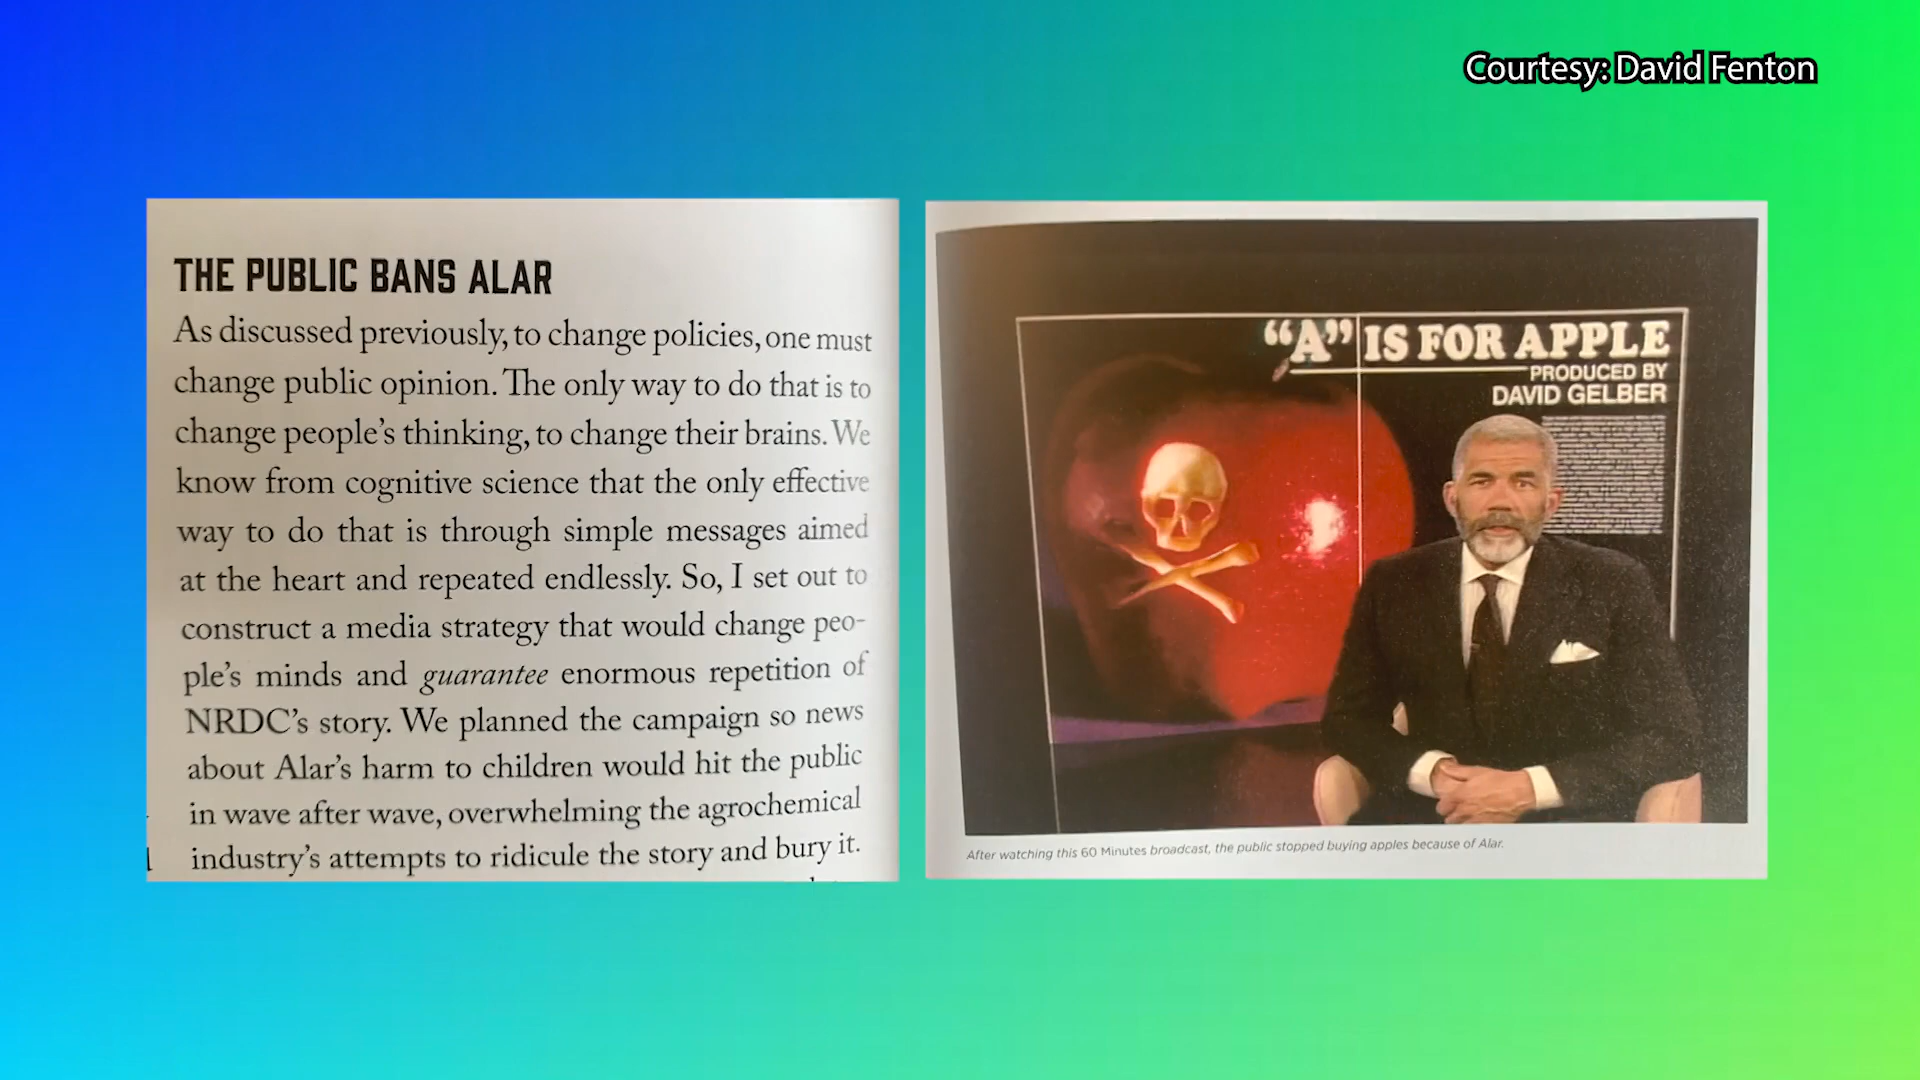 Courtesy: David Fenton
THE PUBLIC BANS ALAR
As discussed previously, to change policies, one must
change public opinion. The only way to do that is to
change people's thinking, to change their brains. We
know from cognitive science that the only effective
way to do that is through simple messages aimed
at the heart and repeated endlessly. So, I set out to
construct a media strategy that would change peo-
ple's minds and guarantee enormous repetition of
NRDC's story. We planned the campaign so news
about Alar's harm to children would hit the public
in wave after wave, overwhelming the agrochemical
industry's attempts to ridicule the story and bury it.
“A” IS FOR APPLE
PRODUCED BY
DAVID GELBER
After watching this 60 Minutes broadcast, the public stopped buying apples because of Alar.